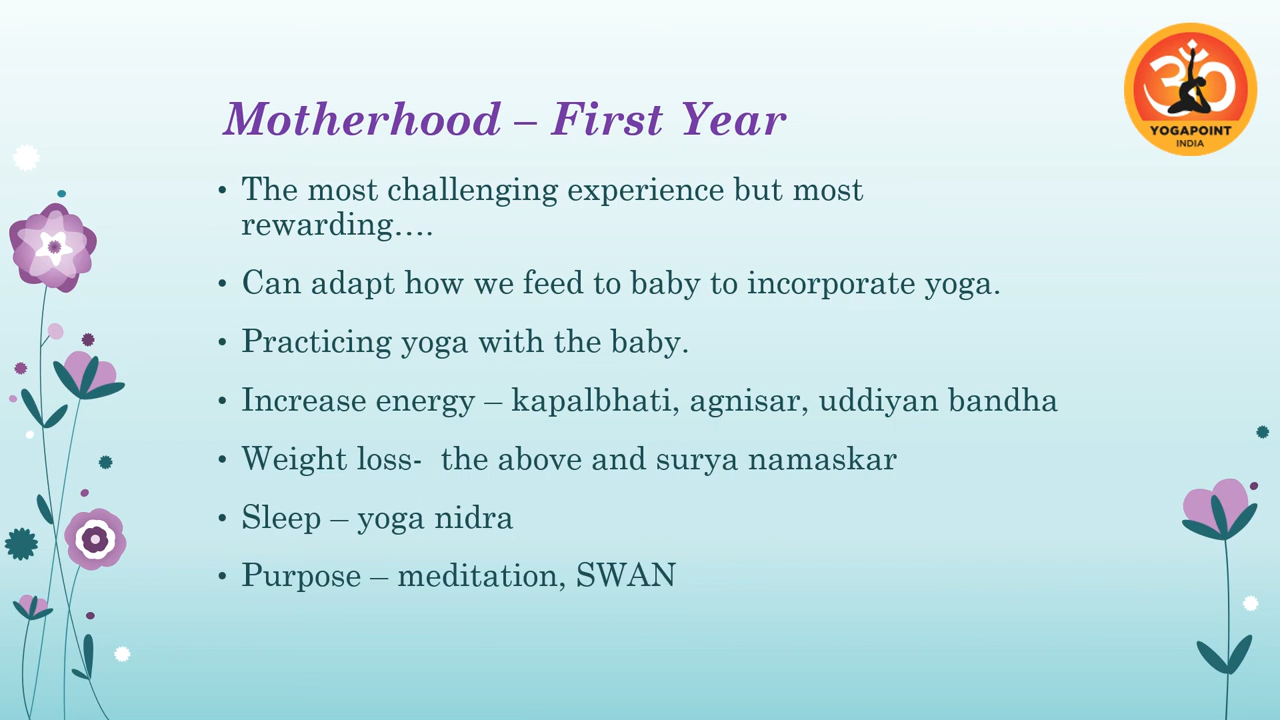 YOGAPOINT
INDIA
Motherhood – First Year
• The most challenging experience but most
rewarding....
• Can adapt how we feed to baby to incorporate yoga.
• Practicing yoga with the baby.
• Increase energy – kapalbhati, agnisar, uddiyan bandha
• Weight loss-  the above and surya namaskar
• Sleep – yoga nidra
• Purpose – meditation, SWAN